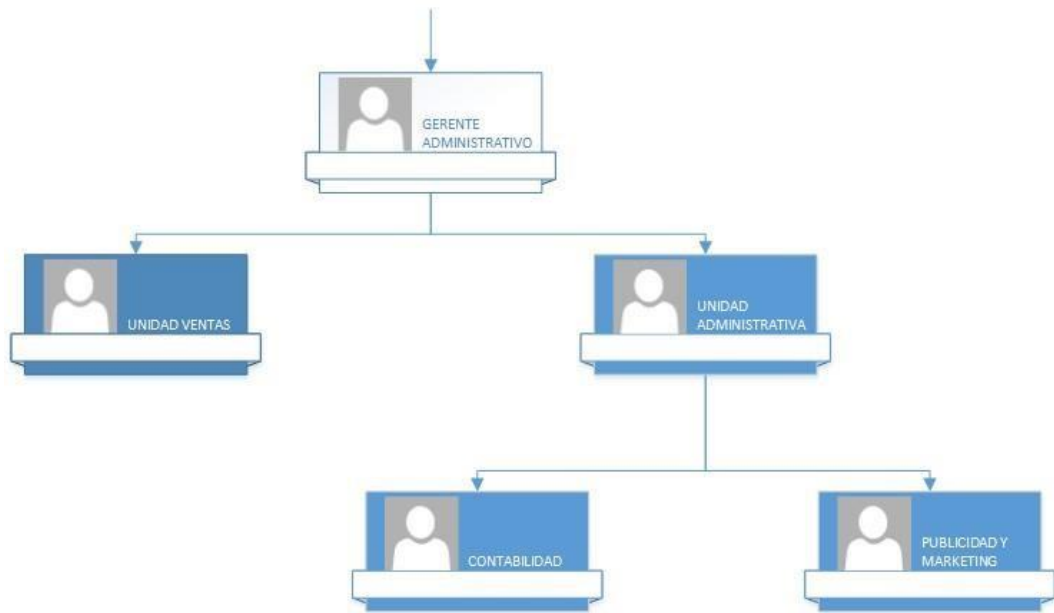 GERENTE
ADMINISTRATIVO
UNIDAD VENTAS
UNIDAD
ADMINISTRATIVA
CONTABILIDAD
PUBLICIDAD Y
MARKETING